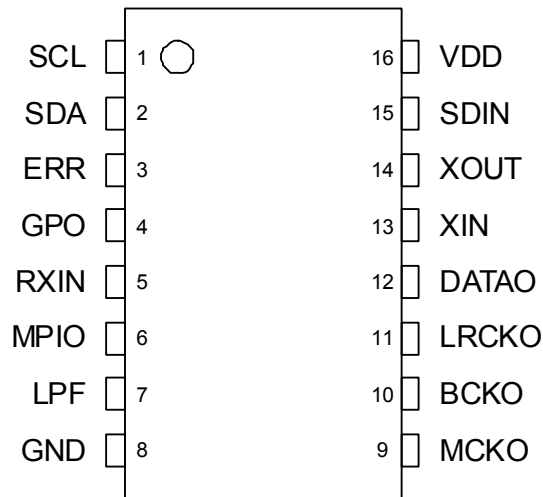 SCL 1 16 VDD
SDA 2 15 SDIN
ERR 3 14 XOUT
GPO 4 13 XIN
RXIN 5 12 DATAO
MPIO 6 11 LRCKO
LPF 7 10 BCKO
GND 8 9 MCKO